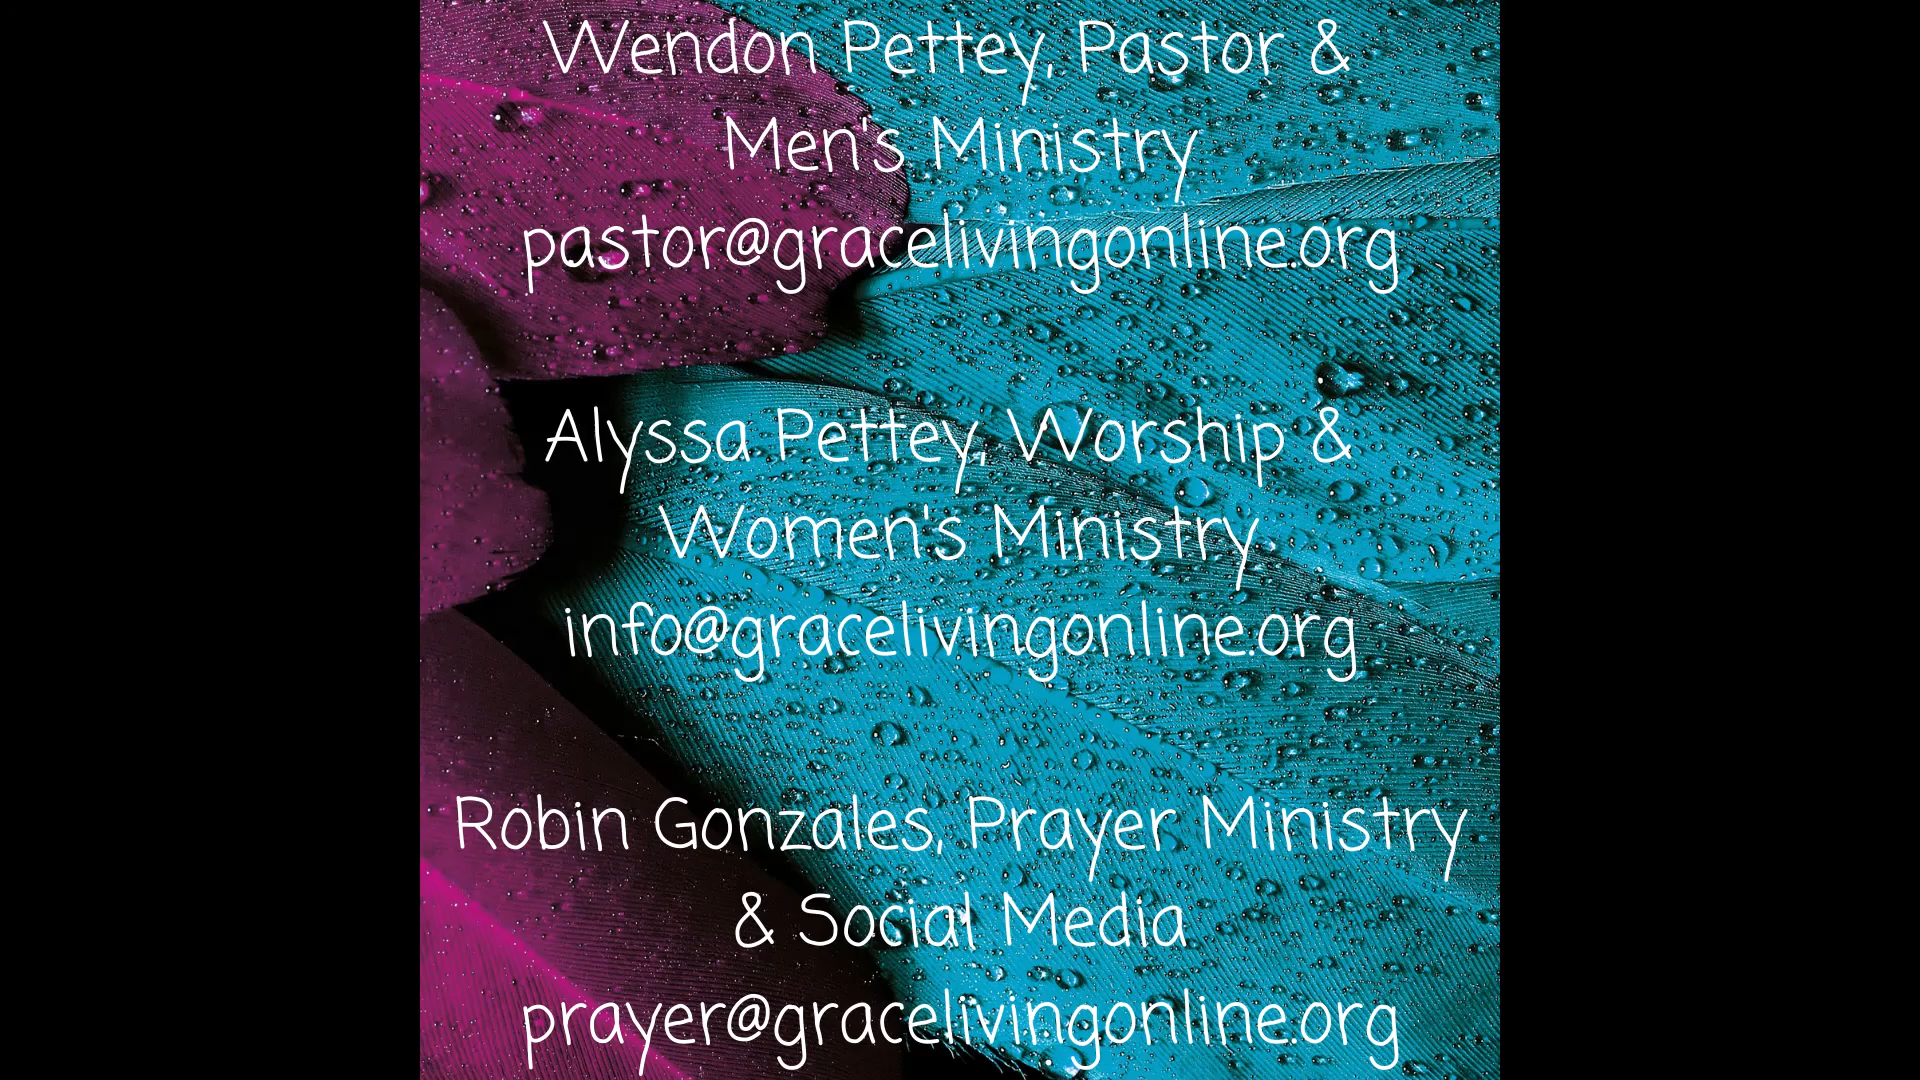 Wendon Pettey, Pastor &
Men's Ministry
pastor@gracelivingonline.org
Alyssa Pettey, Worship &
Women's Ministry
info@gracelivingonline.org
Robin Gonzales, Prayer Ministry
& Social Media
prayer@gracelivingonline.org